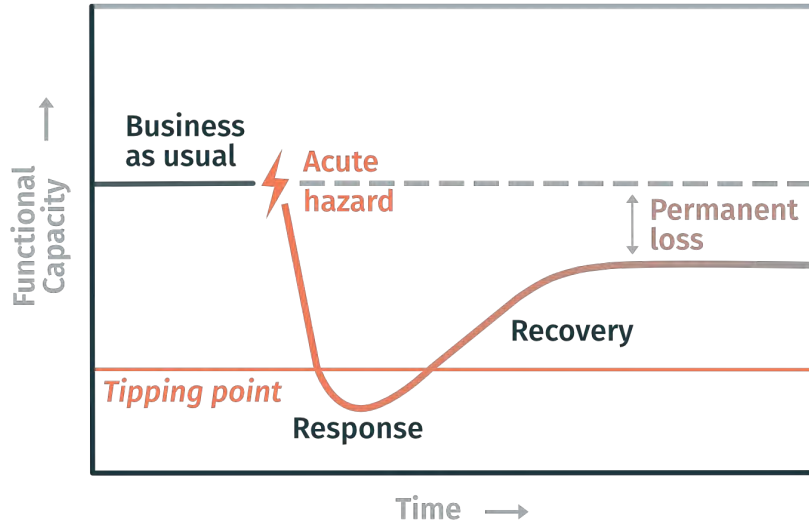 Business
as usual
Acute
hazard
Permanent
loss
Functional
Capacity
Recovery
Tipping point
Response
Time